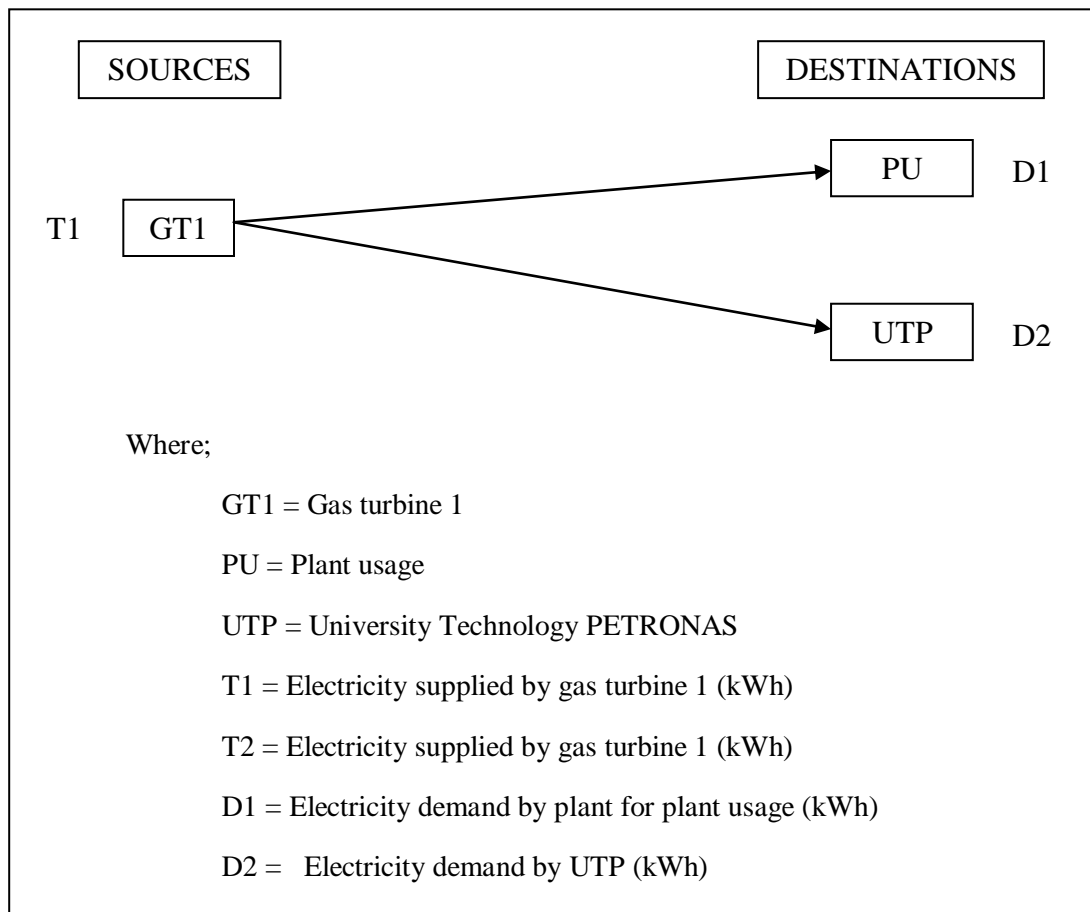 SOURCES DESTINATIONS
PU D1
T1 GT1
UTP D2
Where;
GT1 = Gas turbine 1
PU = Plant usage
UTP = University Technology PETRONAS
T1 = Electricity supplied by gas turbine 1 (kWh)
T2 = Electricity supplied by gas turbine 1 (kWh)
D1 = Electricity demand by plant for plant usage (kWh)
D2 = Electricity demand by UTP (kWh)